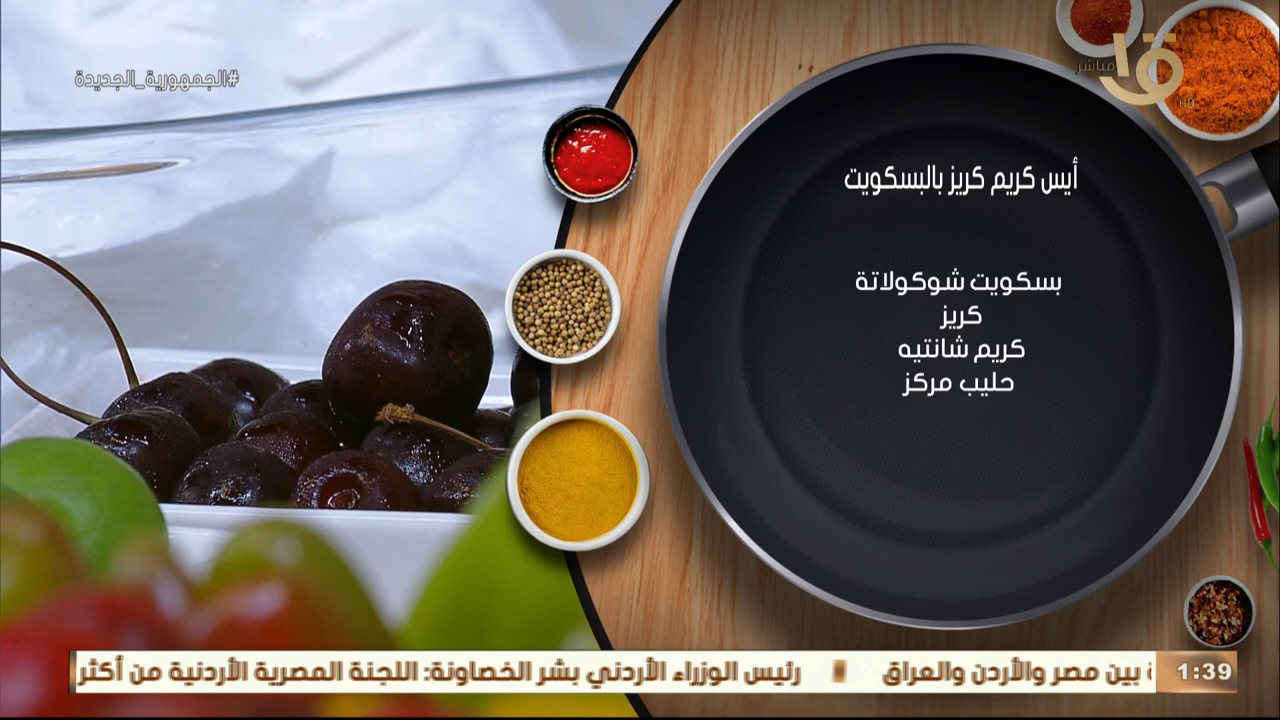 #الجمهورية_الجديدة
مباشر
HD
أيس كريم كريز بالبسكويت
بسكويت شوكولاتة
كريز
كريم شانتيه
حليب مركز
1:39
بين مصر والأردن والعراق
رئيس الوزراء الأردني بشر الخصاونة: اللجنة المصرية الأردنية من أكثر